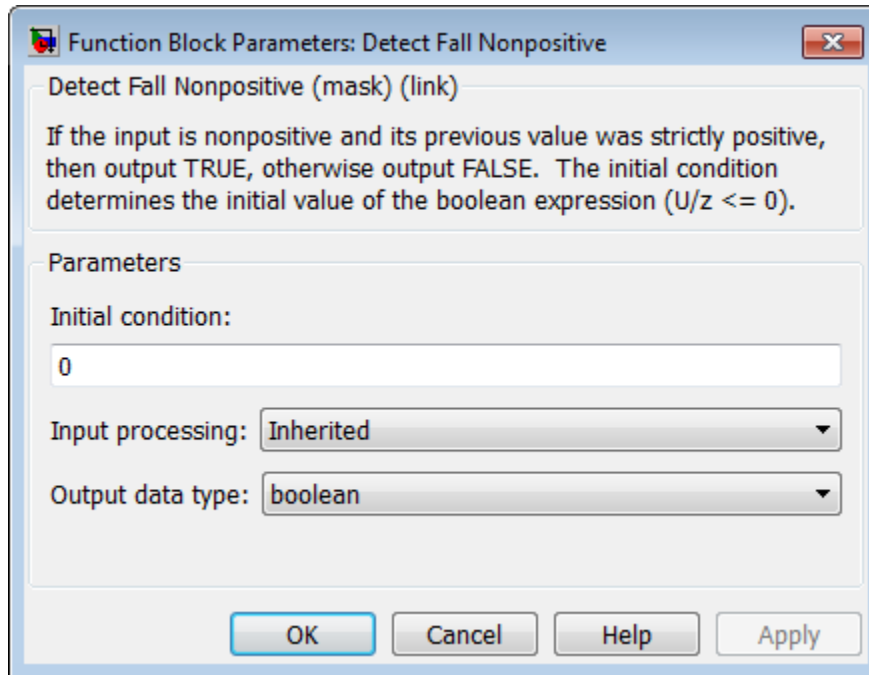 Function Block Parameters: Detect Fall Nonpositive
Detect Fall Nonpositive (mask) (link)
If the input is nonpositive and its previous value was strictly positive,
then output TRUE, otherwise output FALSE.  The initial condition
determines the initial value of the boolean expression (U/z <= 0).
Parameters
Initial condition:
0
Input processing: Inherited
Output data type: boolean
OK Cancel Help Apply